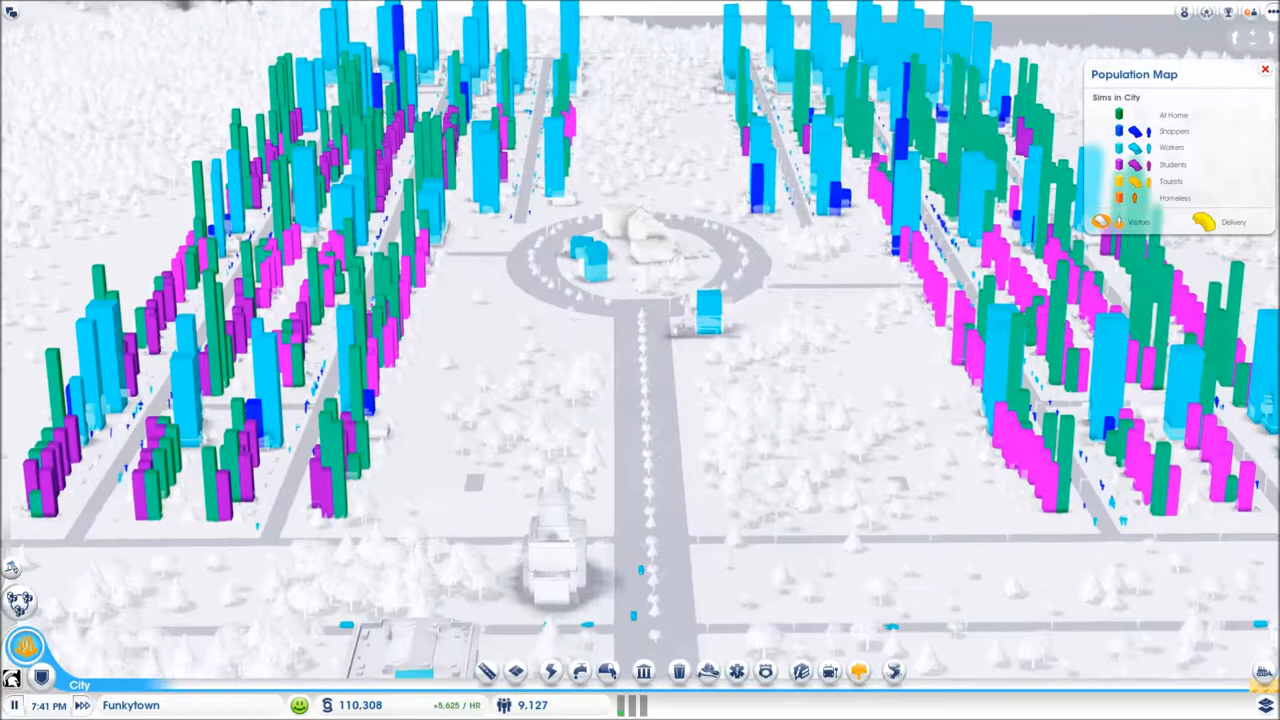 Population Map
Sims in City
At Home
Shoppers
Workers
Students
Tourists
Homeless
Visitors Delivery
City
7:41 PM Funkytown 110,308 +5,625 / HR 9,127